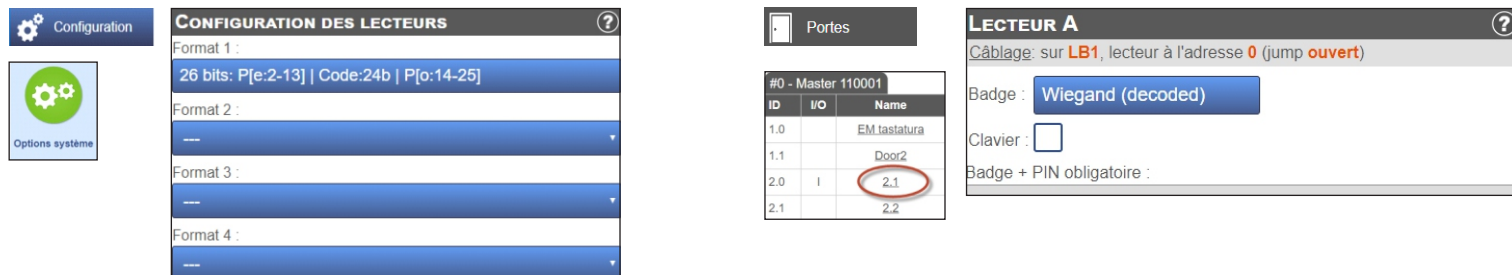 Configuration
Options système
CONFIGURATION DES LECTEURS ?
Format 1 :
26 bits: P[e:2-13] | Code:24b | P[o:14-25]
Format 2 :
---
Format 3 :
---
Format 4 :
---
Portes
#0 - Master 110001
ID I/O Name
1.0 EM tastatura
1.1 Door2
2.0 I 2.1
2.1 2.2
LECTEUR A ?
Câblage: sur LB1, lecteur à l'adresse 0 (jump ouvert)
Badge : Wiegand (decoded)
Clavier :
Badge + PIN obligatoire :